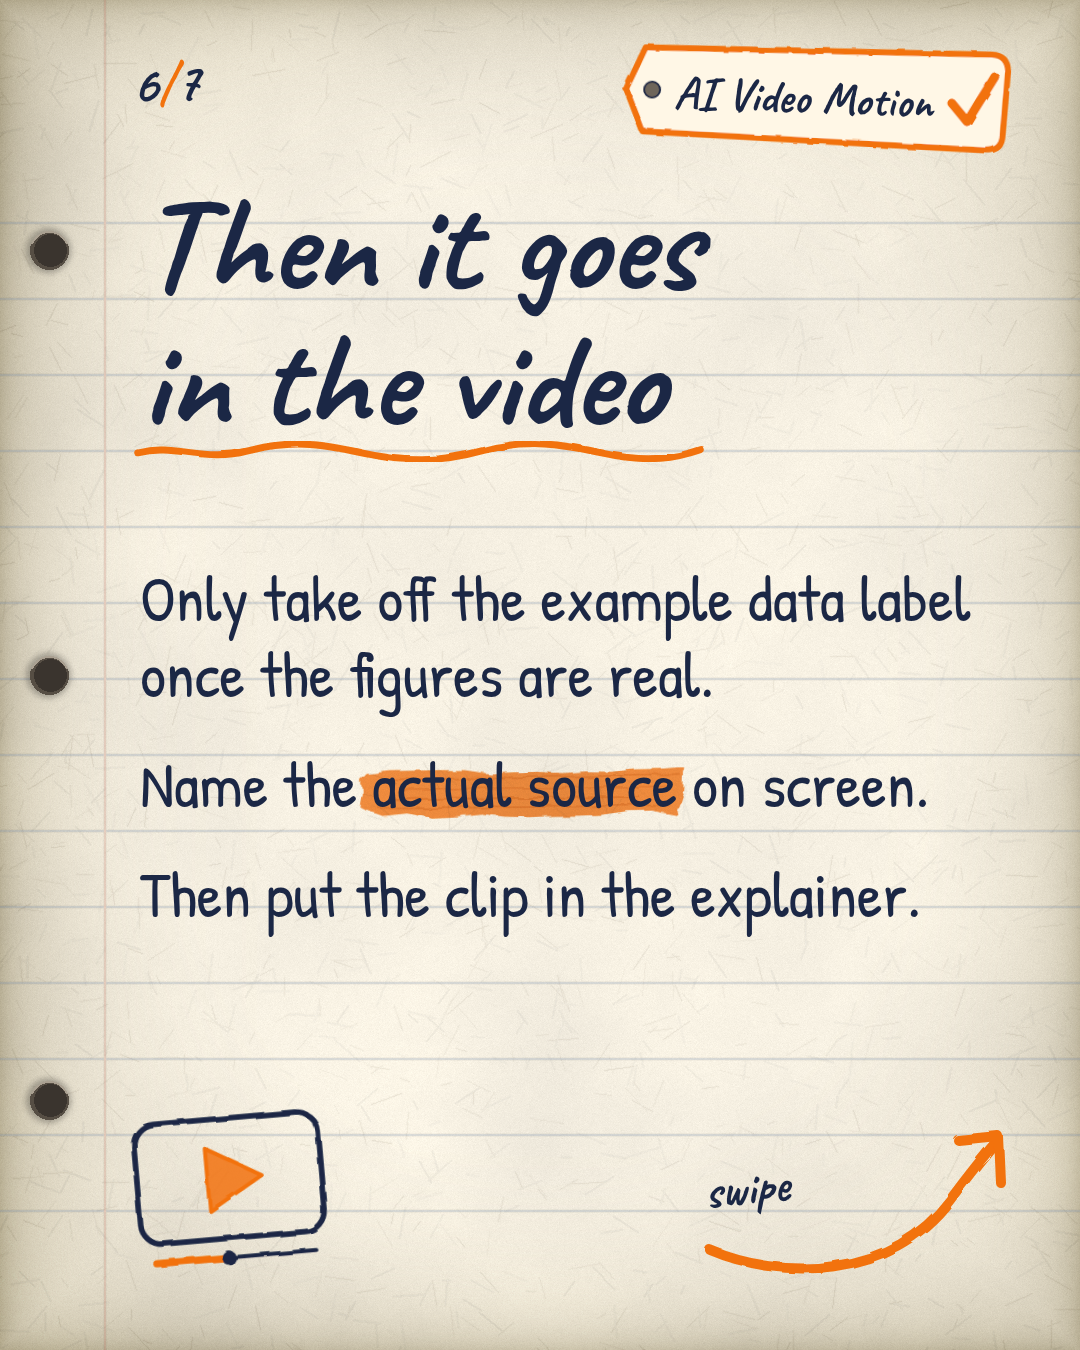 6/7
AI Video Motion
Then it goes
in the video
Only take off the example data label
once the figures are real.
Name the actual source on screen.
Then put the clip in the explainer.
swipe